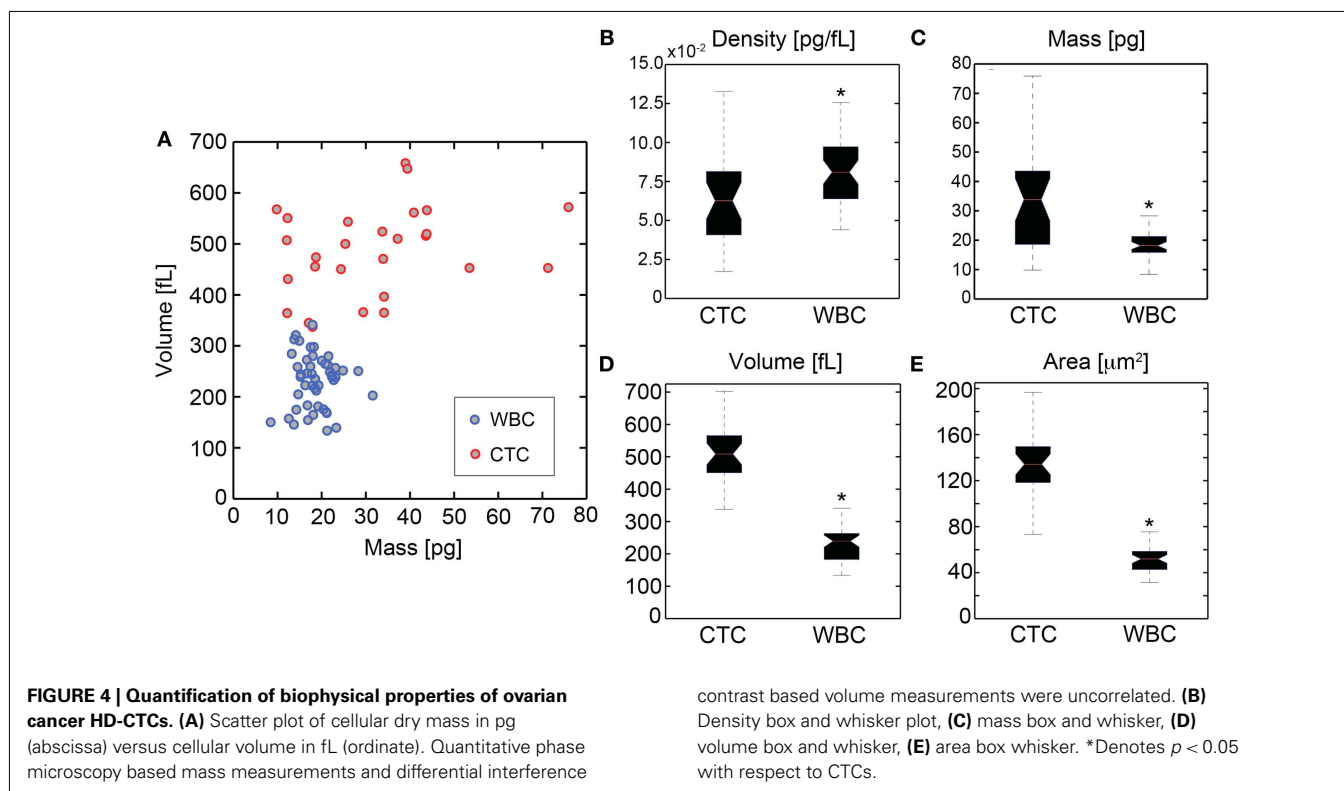 A
700
600
500
400
300
200
100
0
Volume [fL]
0 10 20 30 40 50 60 70 80
Mass [pg]
WBC
CTC
B
Density [pg/fL]
x10-2
15.0
12.5
10.0
7.5
5.0
2.5
0
*
CTC WBC
C
Mass [pg]
80
70
60
50
40
30
20
10
0
*
CTC WBC
D
Volume [fL]
700
600
500
400
300
200
100
0
*
CTC WBC
E
Area [µm²]
200
160
120
80
40
0
*
CTC WBC
FIGURE 4 | Quantification of biophysical properties of ovarian
cancer HD-CTCs. (A) Scatter plot of cellular dry mass in pg
(abscissa) versus cellular volume in fL (ordinate). Quantitative phase
microscopy based mass measurements and differential interference
contrast based volume measurements were uncorrelated. (B)
Density box and whisker plot, (C) mass box and whisker, (D)
volume box and whisker, (E) area box whisker. *Denotes p < 0.05
with respect to CTCs.